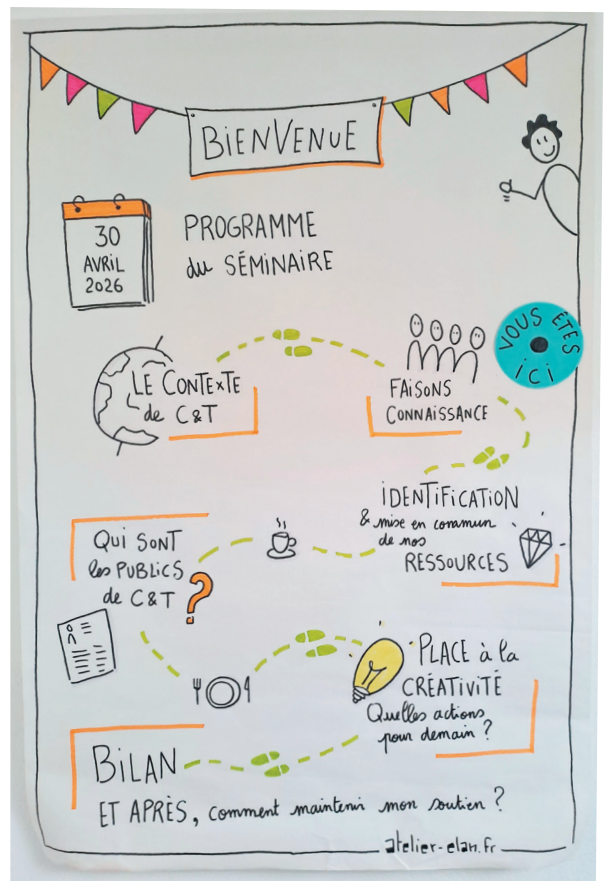 BIENVENUE
30
AVRIL
2026
PROGRAMME
du SÉMINAIRE
LE CONTEXTE
de C&T
FAISONS
CONNAISSANCE
VOUS ÊTES
ICI
IDENTIFICATION
& mise en commun
de nos
RESSOURCES
QUI SONT
les PUBLICS
de C&T
?
PLACE à la
CRÉATIVITÉ
Quelles actions
pour demain ?
BILAN
ET APRÈS, comment maintenir mon soutien ?
atelier-elan.fr